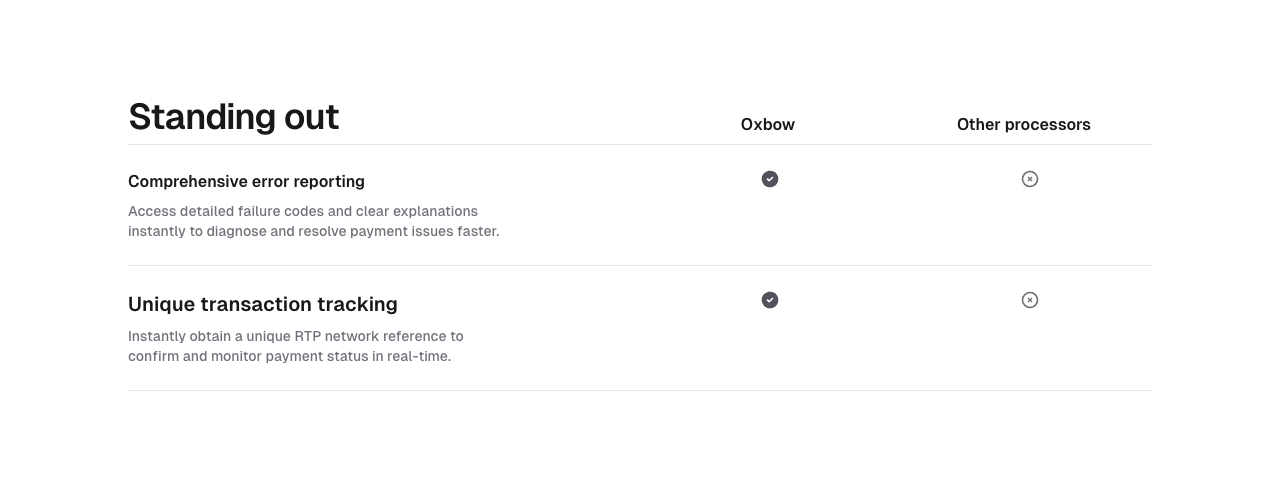 Standing out
Oxbow
Other processors
Comprehensive error reporting
Access detailed failure codes and clear explanations
instantly to diagnose and resolve payment issues faster.
Unique transaction tracking
Instantly obtain a unique RTP network reference to
confirm and monitor payment status in real-time.